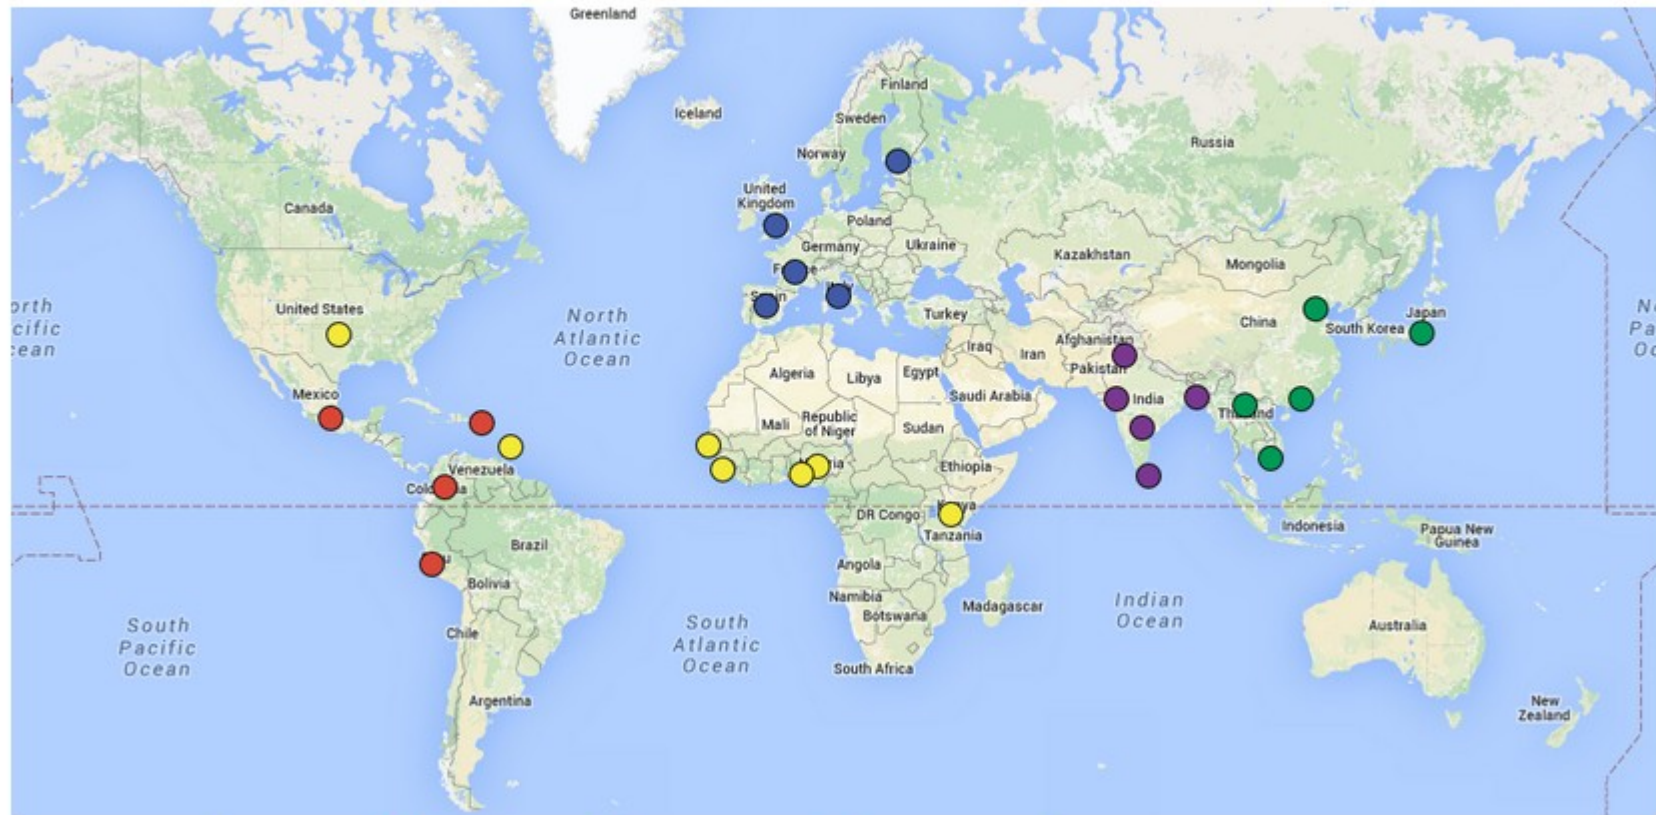 Greenland
Iceland
Finland
Sweden
Norway
Russia
United
Kingdom
Canada
Poland
Germany
Ukraine
Kazakhstan
Mongolia
United States
North
Atlantic
Ocean
Turkey
China
South Korea
Japan
Iraq
Iran
Afghanistan
Pakistan
Algeria
Libya
Egypt
Saudi Arabia
India
Mexico
Mali
Republic
of Niger
Sudan
Ethiopia
Venezuela
DR Congo
Tanzania
Indonesia
Papua New
Guinea
Brazil
Angola
Bolivia
Namibia
Botswana
Madagascar
Indian
Ocean
South
Pacific
Ocean
South
Atlantic
Ocean
Chile
Australia
South Africa
Argentina
New
Zealand